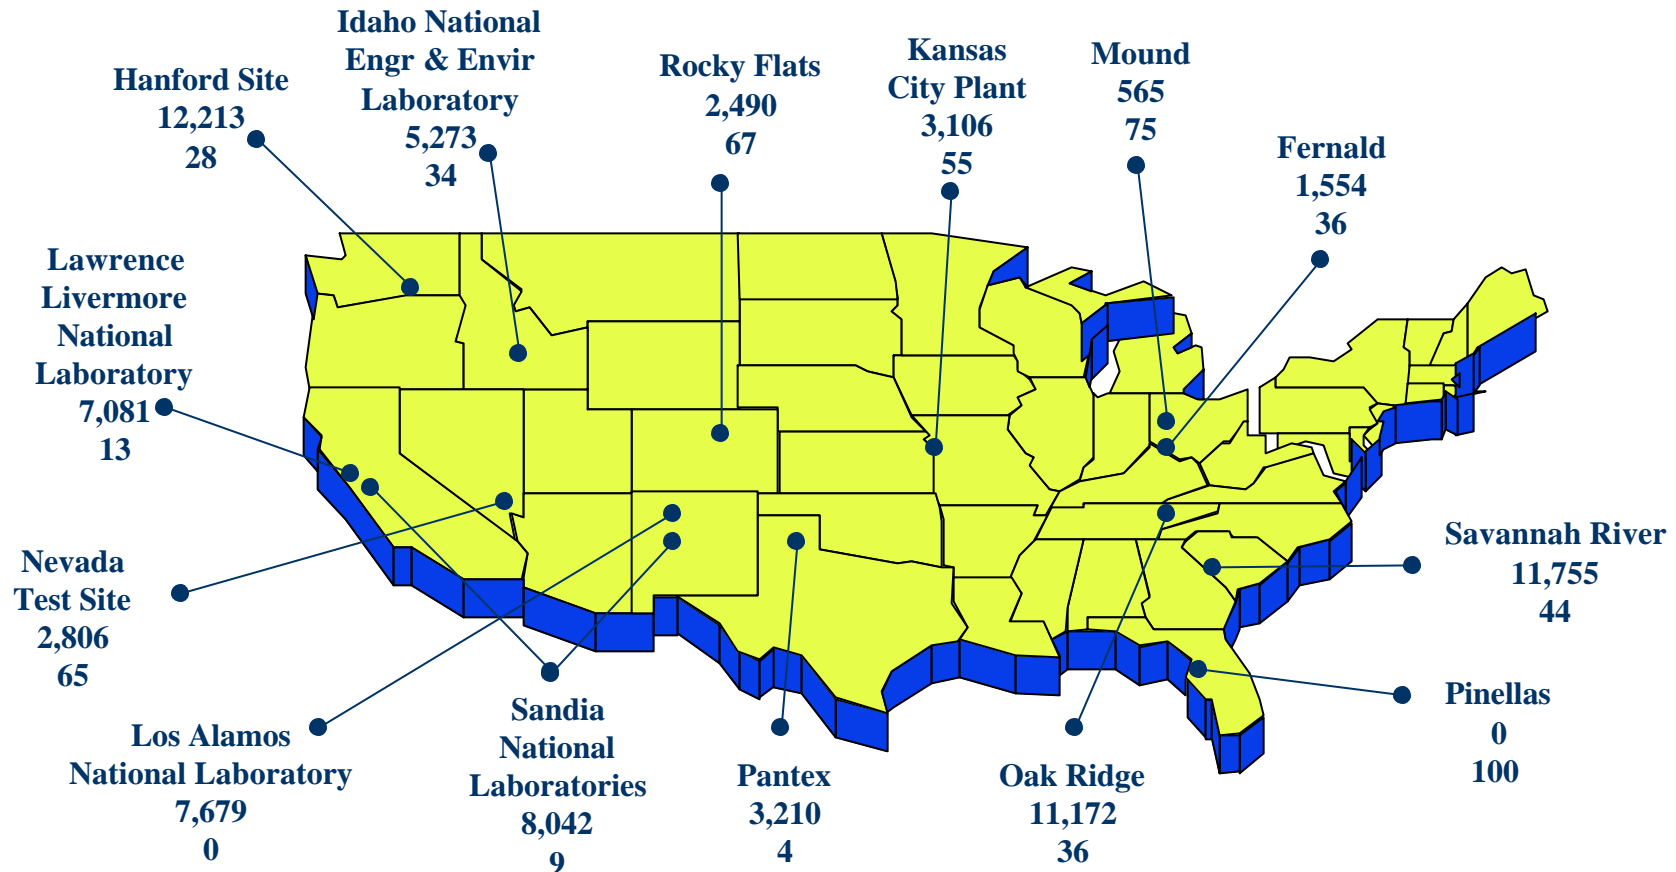 Hanford Site
12,213
28
Idaho National
Engr & Envir
Laboratory
5,273
34
Rocky Flats
2,490
67
Kansas
City Plant
3,106
55
Mound
565
75
Fernald
1,554
36
Lawrence
Livermore
National
Laboratory
7,081
13
Nevada
Test Site
2,806
65
Los Alamos
National Laboratory
7,679
0
Sandia
National
Laboratories
8,042
9
Pantex
3,210
4
Oak Ridge
11,172
36
Savannah River
11,755
44
Pinellas
0
100